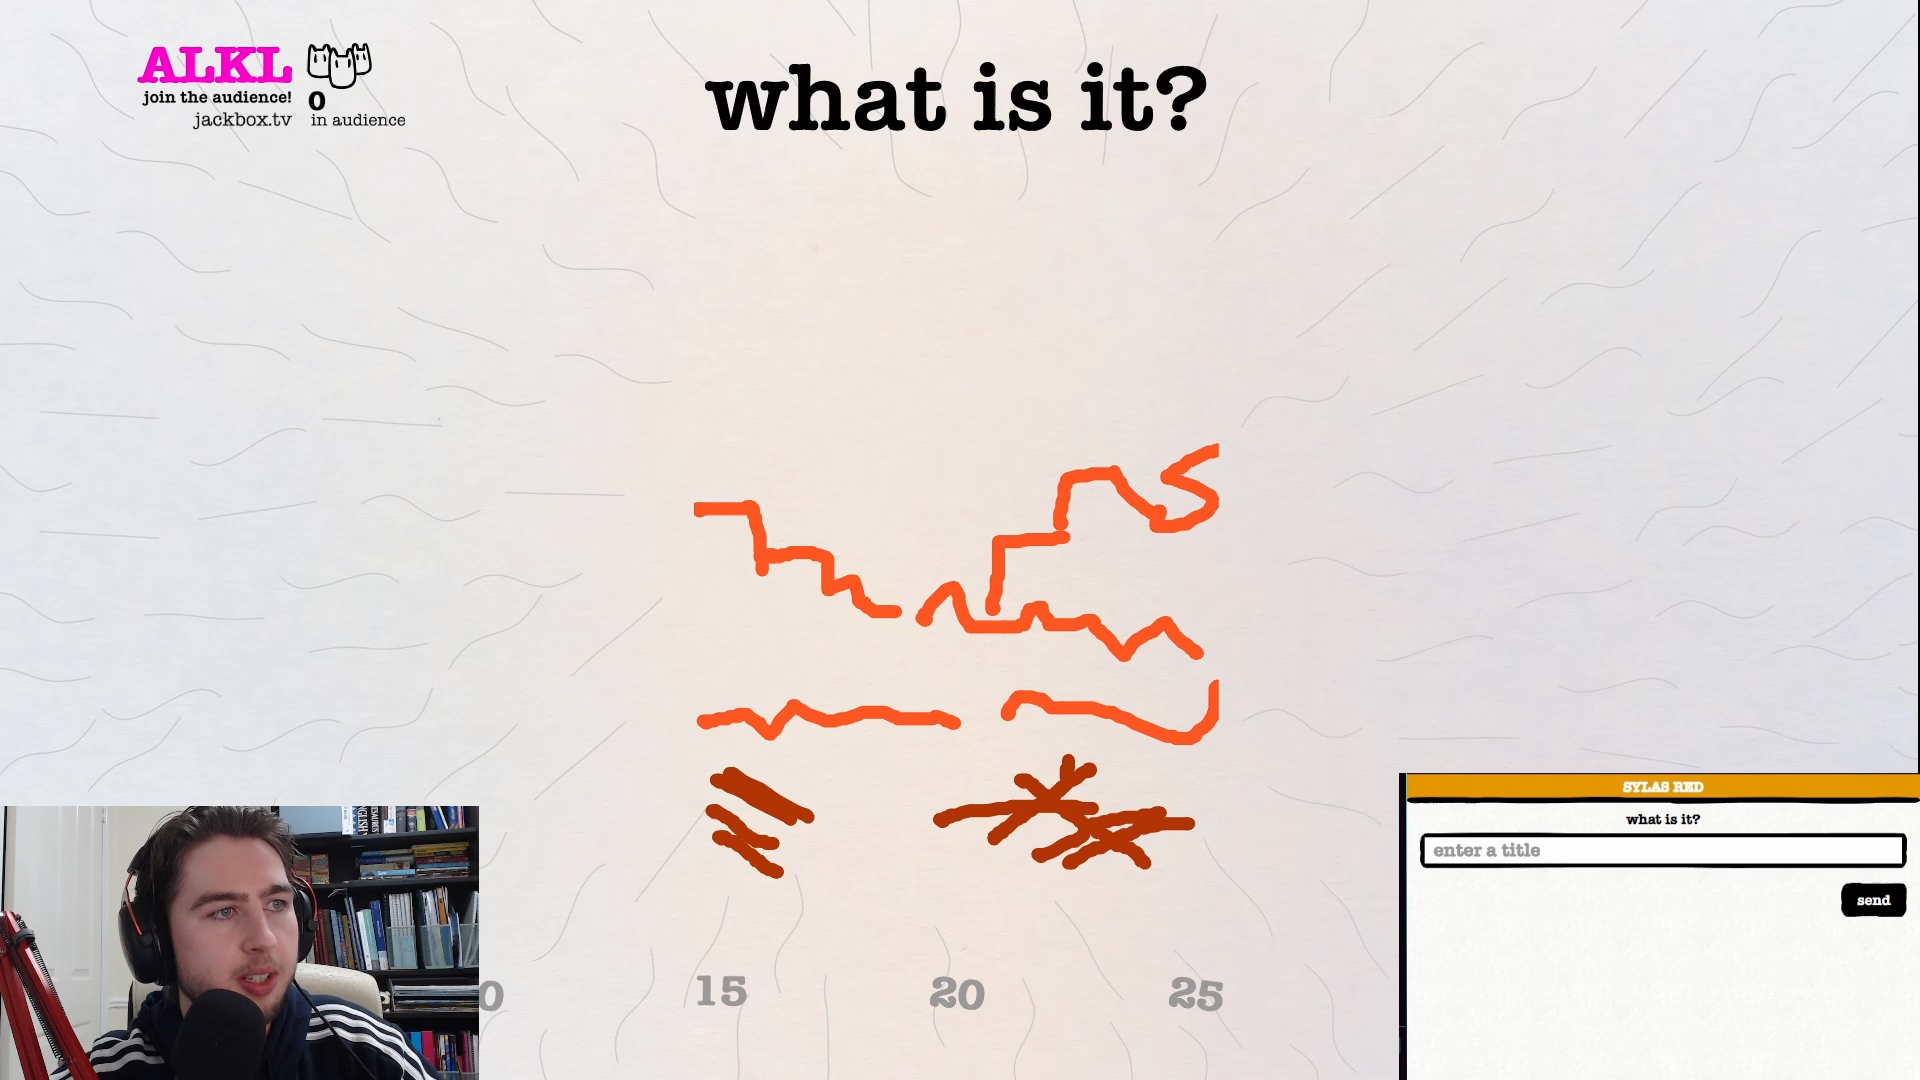 ALKL
join the audience!
jackbox.tv
0
in audience
what is it?
SYLAS RED
what is it?
enter a title
send
0 15 20 25